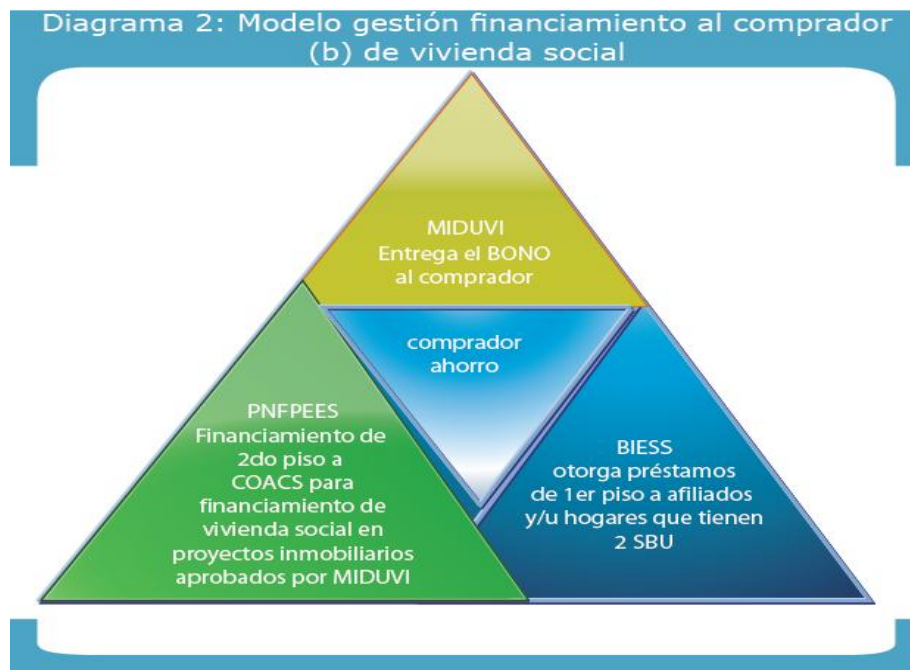 Diagrama 2: Modelo gestión financiamiento al comprador
(b) de vivienda social
MIDUVI
Entrega el BONO
al comprador
comprador
ahorro
PNFPEES
Financiamiento de
2do piso a
COACS para
financiamiento de
vivienda social en
proyectos inmobiliarios
aprobados por MIDUVI
BIESS
otorga préstamos
de 1er piso a afiliados
y/u hogares que tienen
2 SBU